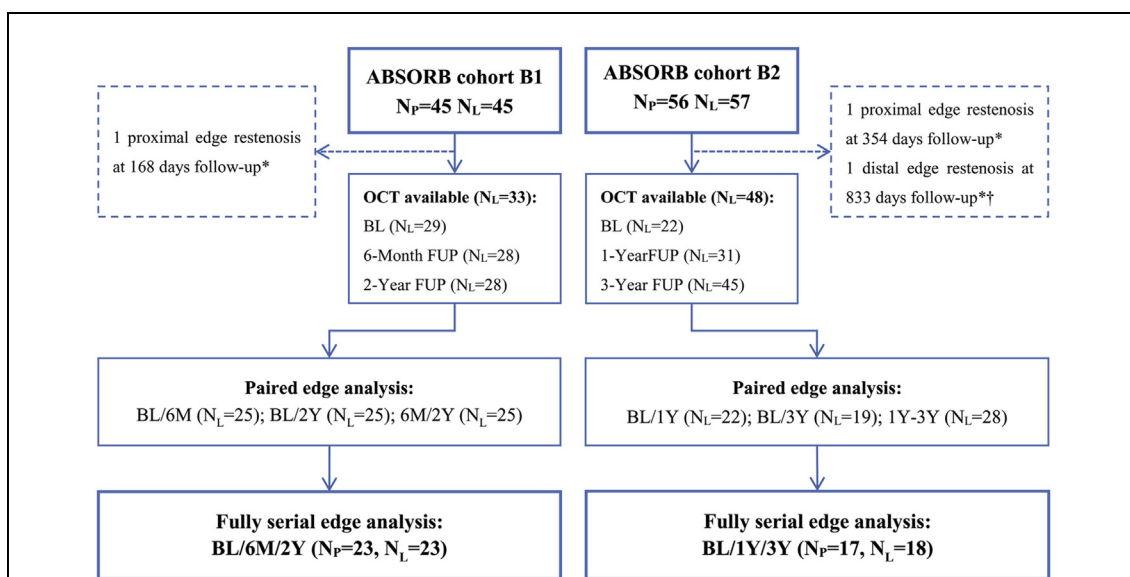 ABSORB cohort B1
NP=45 NL=45
ABSORB cohort B2
NP=56 NL=57
1 proximal edge restenosis
at 168 days follow-up*
1 proximal edge restenosis
at 354 days follow-up*
1 distal edge restenosis at
833 days follow-up*†
OCT available (NL=33):
BL (NL=29)
6-Month FUP (NL=28)
2-Year FUP (NL=28)
OCT available (NL=48):
BL (NL=22)
1-YearFUP (NL=31)
3-Year FUP (NL=45)
Paired edge analysis:
BL/6M (NL=25); BL/2Y (NL=25); 6M/2Y (NL=25)
Paired edge analysis:
BL/1Y (NL=22); BL/3Y (NL=19); 1Y-3Y (NL=28)
Fully serial edge analysis:
BL/6M/2Y (NP=23, NL=23)
Fully serial edge analysis:
BL/1Y/3Y (NP=17, NL=18)